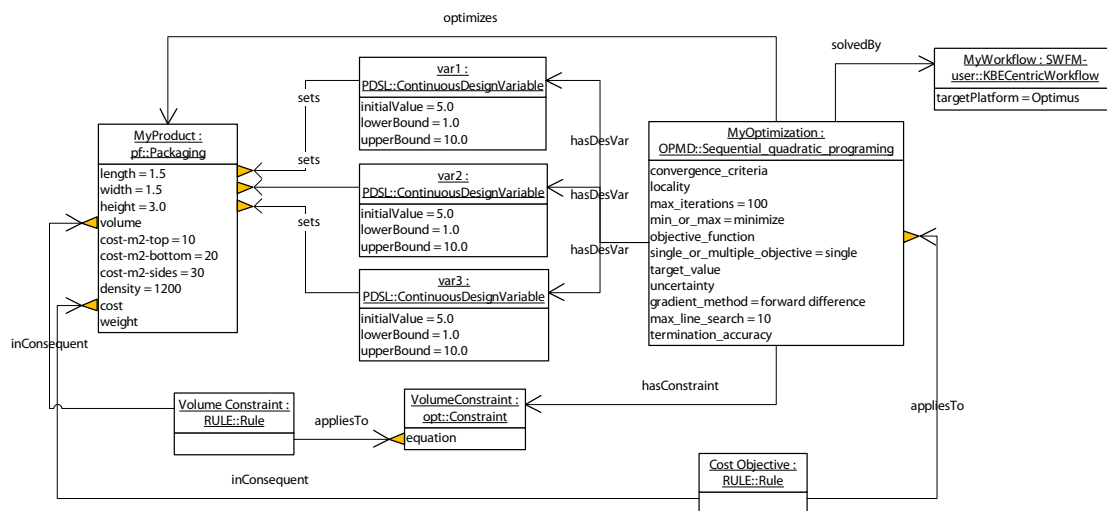 optimizes
solvedBy
MyWorkflow : SWFM-
user::KBECentricWorkflow
targetPlatform = Optimus
var1 :
PDSL::ContinuousDesignVariable
initialValue = 5.0
lowerBound = 1.0
upperBound = 10.0
sets
MyProduct :
pf::Packaging
length = 1.5
width = 1.5
height = 3.0
volume
cost-m2-top = 10
cost-m2-bottom = 20
cost-m2-sides = 30
density = 1200
cost
weight
sets
var2 :
PDSL::ContinuousDesignVariable
initialValue = 5.0
lowerBound = 1.0
upperBound = 10.0
sets
var3 :
PDSL::ContinuousDesignVariable
initialValue = 5.0
lowerBound = 1.0
upperBound = 10.0
hasDesVar
hasDesVar
hasDesVar
MyOptimization :
OPMD::Sequential_quadratic_programing
convergence_criteria
locality
max_iterations = 100
min_or_max = minimize
objective_function
single_or_multiple_objective = single
target_value
uncertainty
gradient_method = forward difference
max_line_search = 10
termination_accuracy
inConsequent
hasConstraint
Volume Constraint :
RULE::Rule
appliesTo
VolumeConstraint :
opt::Constraint
equation
appliesTo
inConsequent
Cost Objective :
RULE::Rule